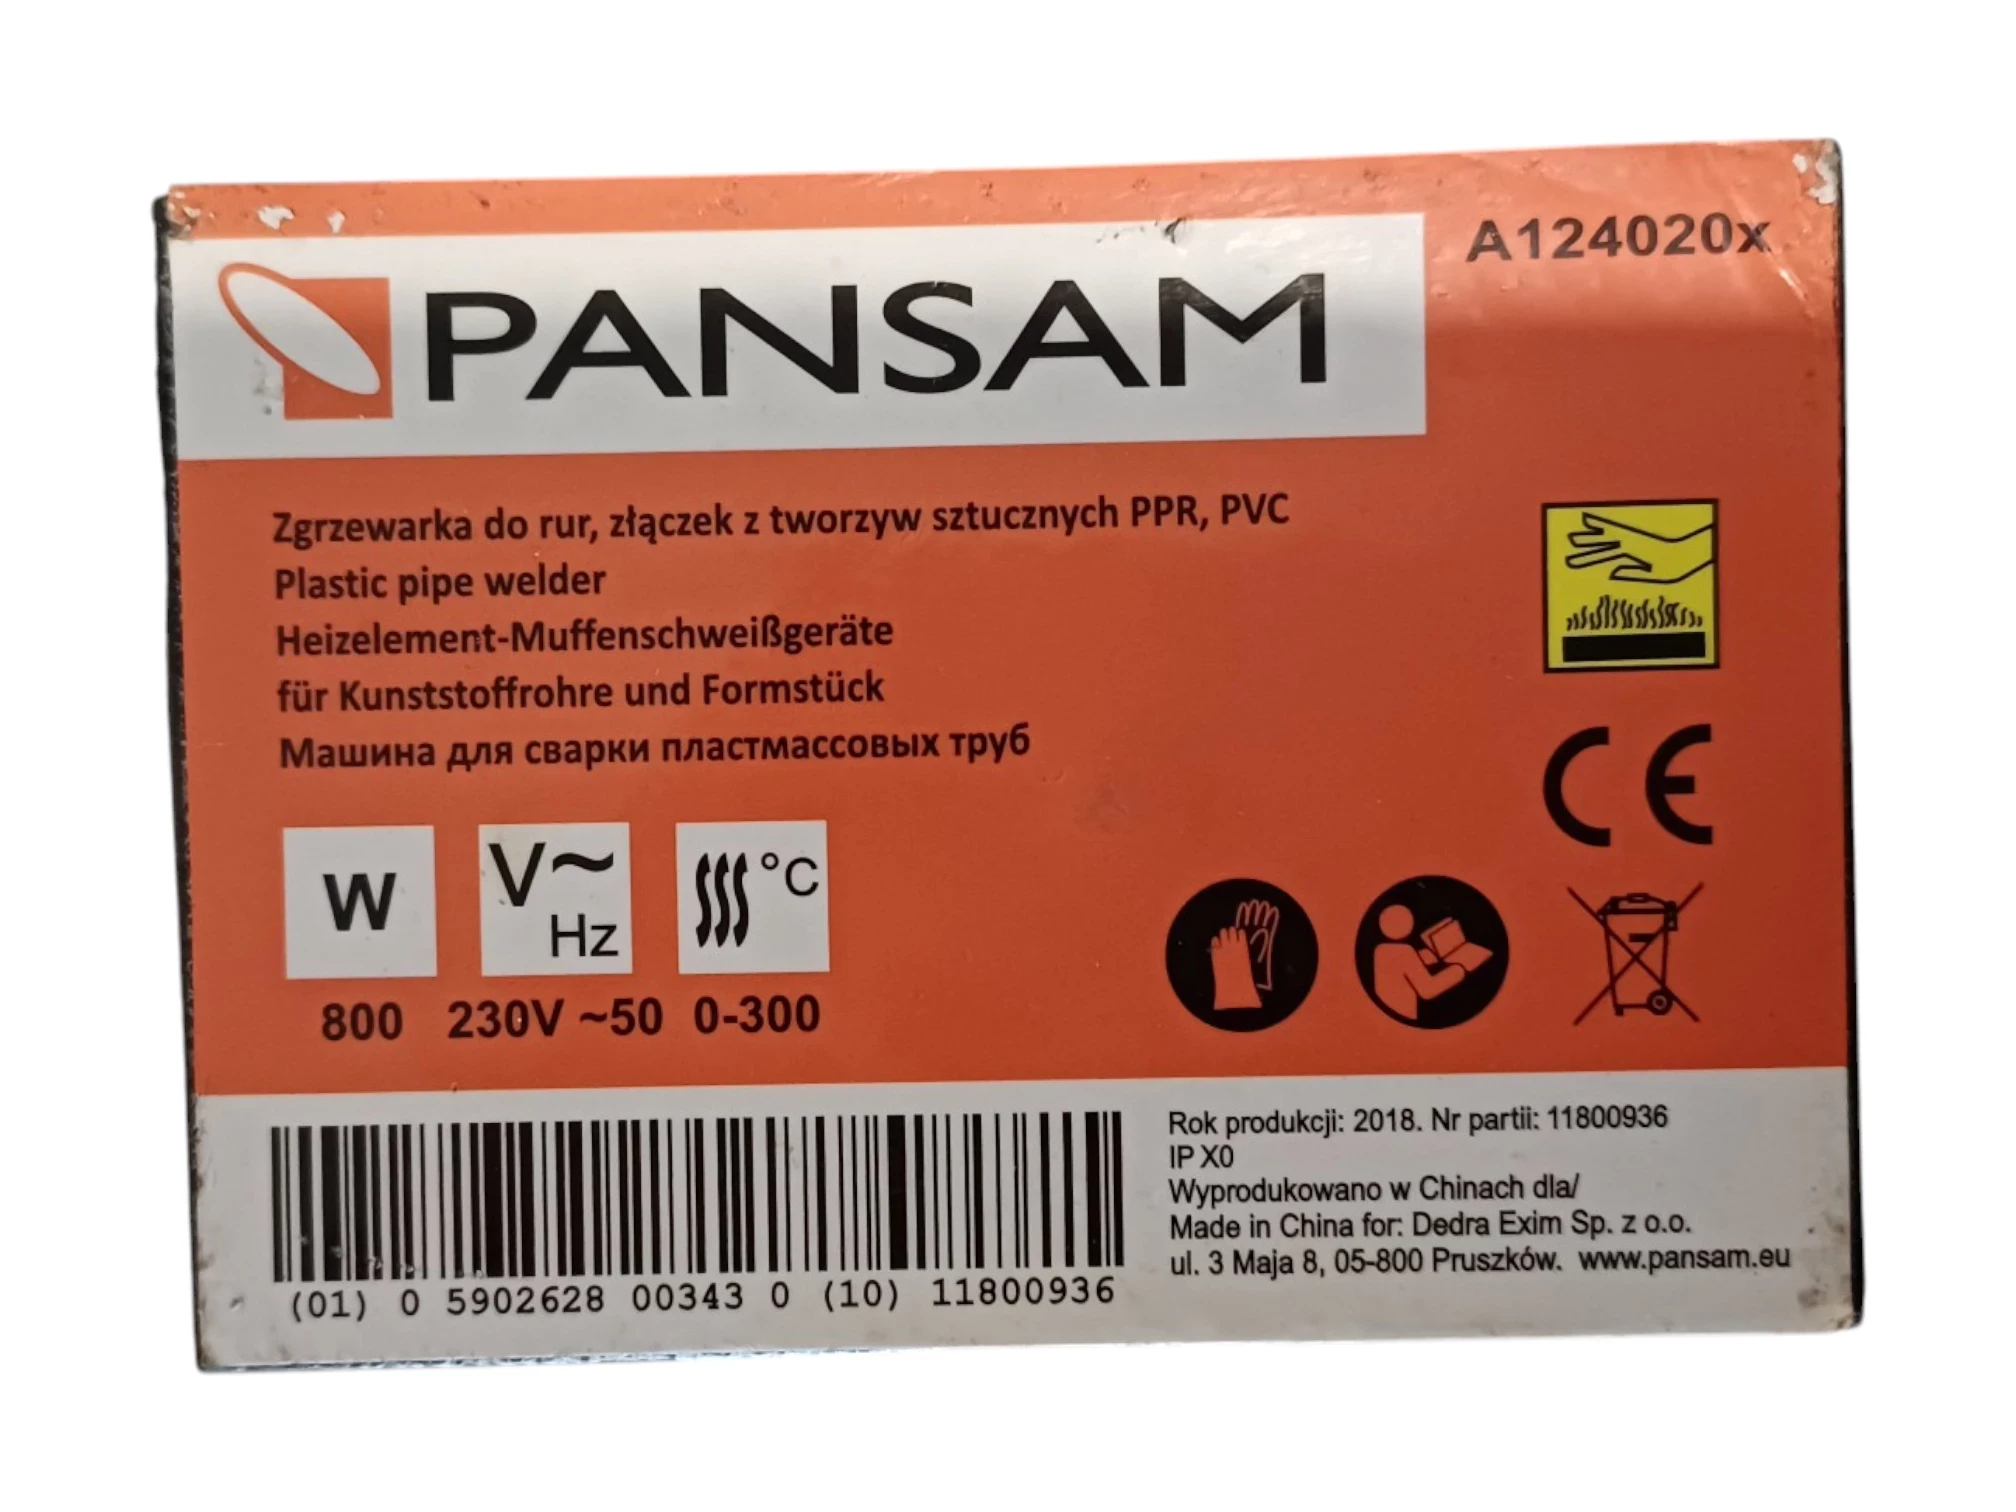 A124020x
PANSAM
Zgrzewarka do rur, złączek z tworzyw sztucznych PPR, PVC
Plastic pipe welder
Heizelement-Muffenschweißgeräte
für Kunststoffrohre und Formstück
Машина для сварки пластмассовых труб
W V~ Hz °C
800 230V ~50 0-300
CE
(01) 0 5902628 00343 0 (10) 11800936
Rok produkcji: 2018. Nr partii: 11800936
IP X0
Wyprodukowano w Chinach dla/
Made in China for: Dedra Exim Sp. z o.o.
ul. 3 Maja 8, 05-800 Pruszków. www.pansam.eu